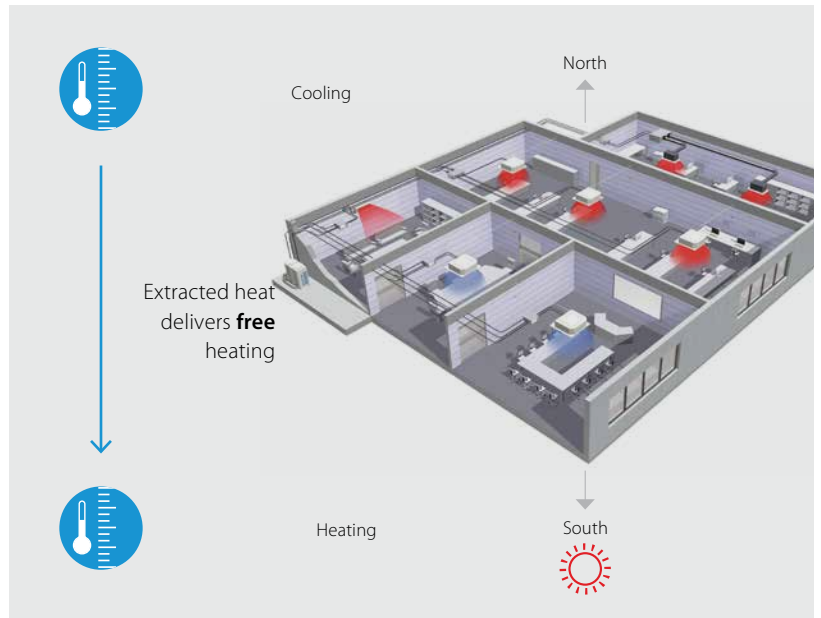 North
Cooling
Extracted heat
delivers free
heating
Heating
South